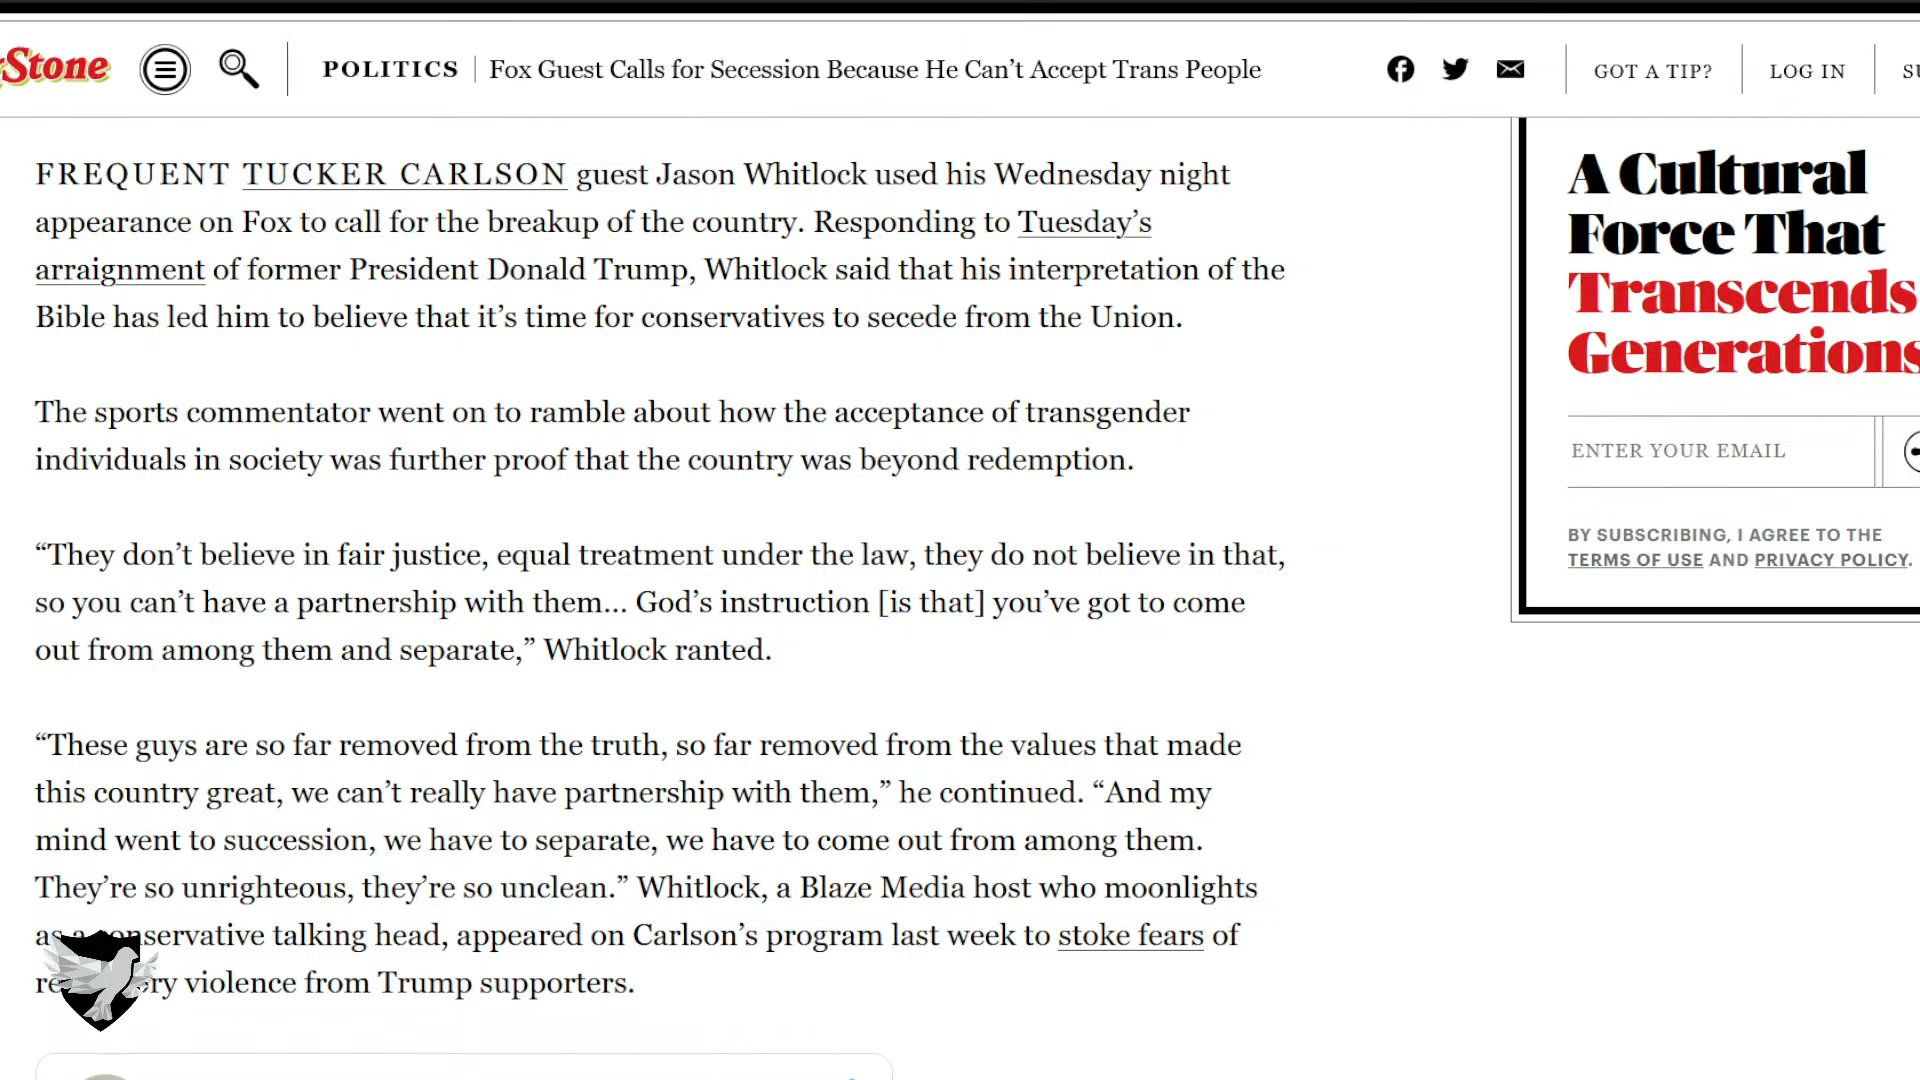 Stone
POLITICS
Fox Guest Calls for Secession Because He Can’t Accept Trans People
GOT A TIP?
LOG IN
FREQUENT TUCKER CARLSON guest Jason Whitlock used his Wednesday night
appearance on Fox to call for the breakup of the country. Responding to Tuesday’s
arraignment of former President Donald Trump, Whitlock said that his interpretation of the
Bible has led him to believe that it’s time for conservatives to secede from the Union.
The sports commentator went on to ramble about how the acceptance of transgender
individuals in society was further proof that the country was beyond redemption.
“They don’t believe in fair justice, equal treatment under the law, they do not believe in that,
so you can’t have a partnership with them... God’s instruction [is that] you’ve got to come
out from among them and separate,” Whitlock ranted.
“These guys are so far removed from the truth, so far removed from the values that made
this country great, we can’t really have partnership with them,” he continued. “And my
mind went to succession, we have to separate, we have to come out from among them.
They’re so unrighteous, they’re so unclean.” Whitlock, a Blaze Media host who moonlights
as a conservative talking head, appeared on Carlson’s program last week to stoke fears of
violence from Trump supporters.
A Cultural
Force That
Transcends
Generations
ENTER YOUR EMAIL
BY SUBSCRIBING, I AGREE TO THE
TERMS OF USE AND PRIVACY POLICY.